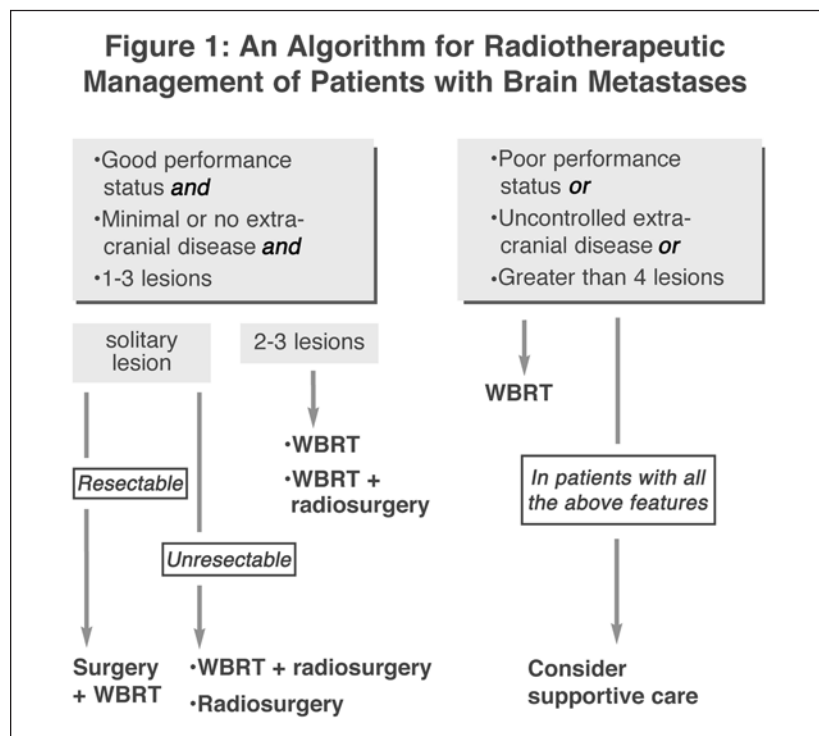 Figure 1: An Algorithm for Radiotherapeutic
Management of Patients with Brain Metastases
•Good performance
status and
•Minimal or no extra-
cranial disease and
•1-3 lesions
solitary
lesion
2-3 lesions
•WBRT
•WBRT +
radiosurgery
Resectable
Unresectable
Surgery
+ WBRT
•WBRT + radiosurgery
•Radiosurgery
•Poor performance
status or
•Uncontrolled extra-
cranial disease or
•Greater than 4 lesions
WBRT
In patients with all
the above features
Consider
supportive care